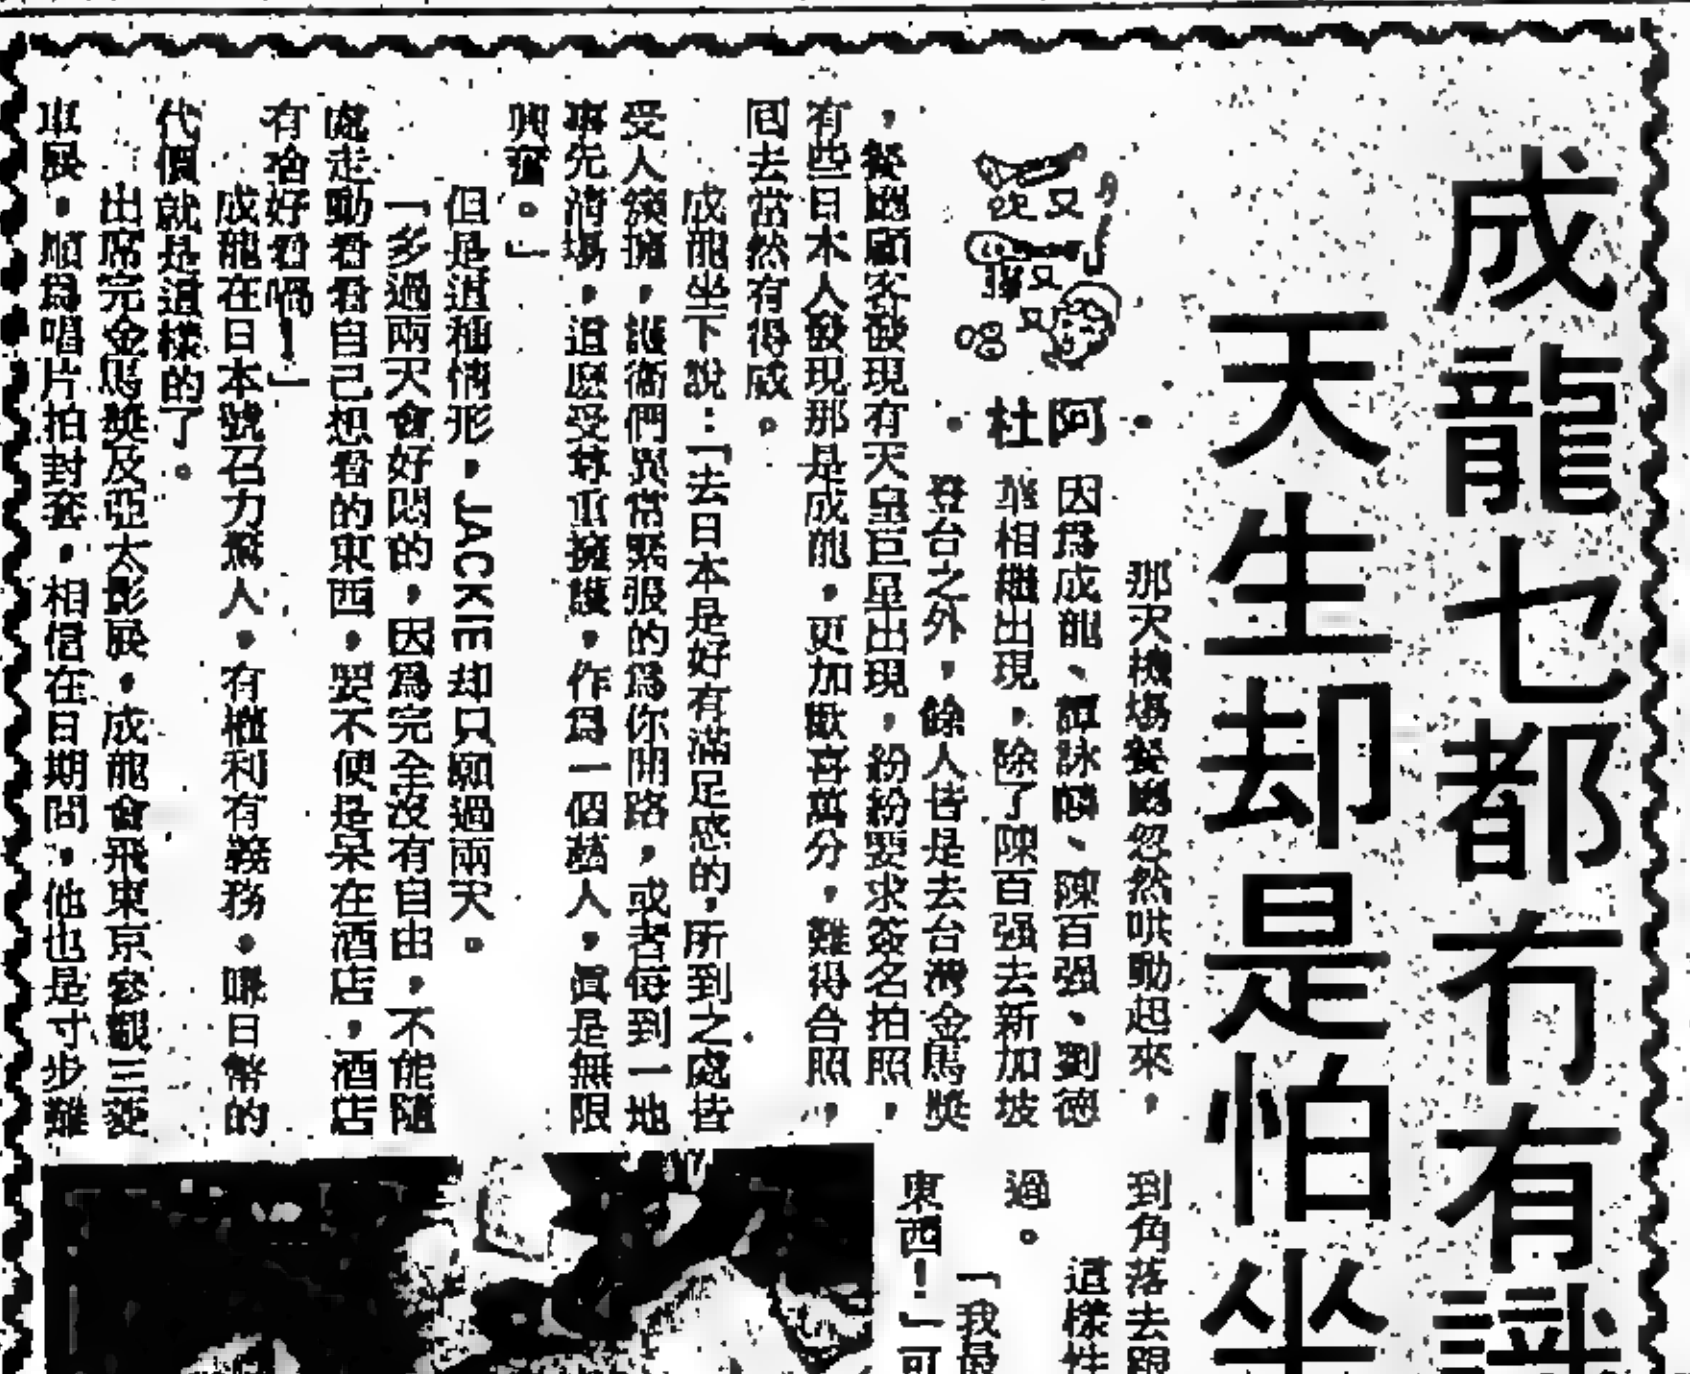 成龍乜都冇有識
天生却是怕坐
又
又
又
阿杜
那天機場餐廳忽然哄動起來，
因為成龍、譚詠麟、陳百强、劉德
華相繼出現，除了陳百强去新加坡
登台之外，餘人皆是去台灣金馬獎
，餐廳顧客發現有天皇巨星出現，紛紛要求簽名拍照，
有些日本人發現那是成龍，更加歡喜萬分，難得合照，
回去當然有得威。
成龍坐下說：「去日本是好有滿足感的，所到之處皆
受人簇擁，護衞們異常緊張的爲你開路，或者每到一地
事先清場，這麽受尊重擁護，作爲一個藝人，眞是無限
興奮。」
但是這種情形，JACKIE却只願過兩天。
「多過兩天會好悶的，因爲完全沒有自由，不能隨
處走動看看自己想看的東西，要不便是呆在酒店，酒店
有啥好看喎！」
成龍在日本號召力驚人，有權利有義務，賺日幣的
代價就是這樣的了。
出席完金馬獎及亞太影展，成龍會飛東京參觀三菱
車展，順爲唱片拍封套，相信在日期間，他也是寸步難
到角落去跟
這樣性
過。
「我最
東西！」可